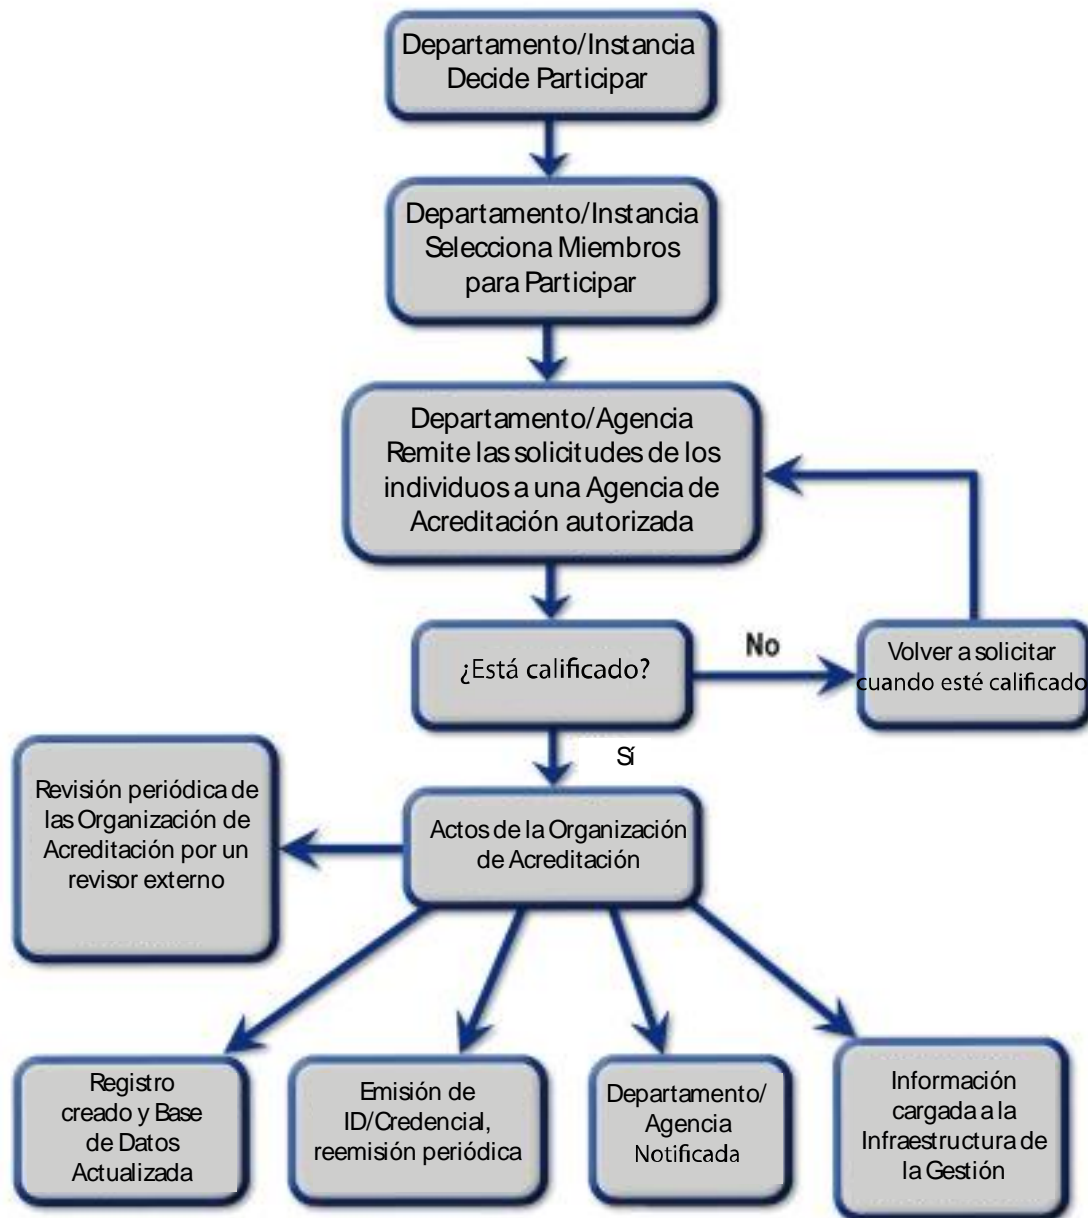 Departamento/Instancia
Decide Participar
Departamento/Instancia
Selecciona Miembros
para Participar
Departamento/Agencia
Remite las solicitudes de los
individuos a una Agencia de
Acreditación autorizada
¿Está calificado?
No
Volver a solicitar
cuando esté calificado
Sí
Revisión periódica de
las Organización de
Acreditación por un
revisor externo
Actos de la Organización
de Acreditación
Registro
creado y Base
de Datos
Actualizada
Emisión de
ID/Credencial,
reemisión periódica
Departamento/
Agencia
Notificada
Información
cargada a la
Infraestructura de
la Gestión